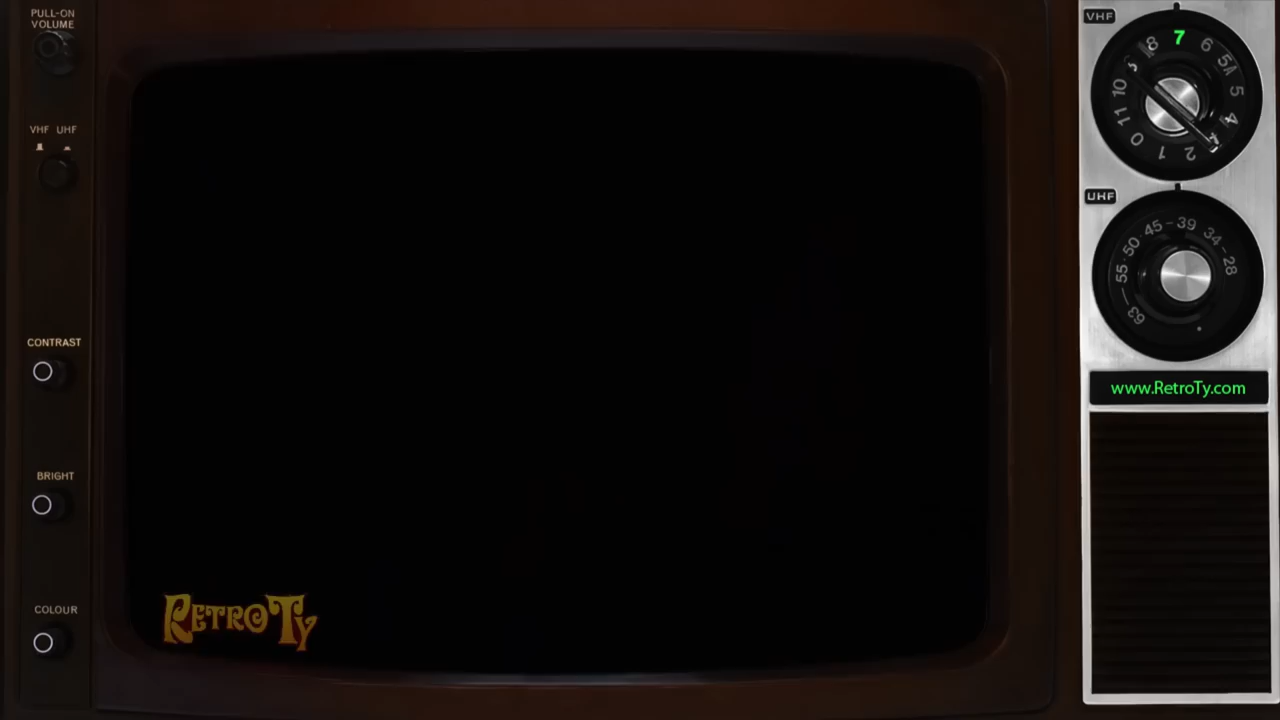 PULL-ON
VOLUME
VHF UHF
CONTRAST
BRIGHT
COLOUR
RETROTY
VHF
7
6
5A
5
4
2
1
0
11
10
8
UHF
63—55·50 45-39 34-28
www.RetroTy.com